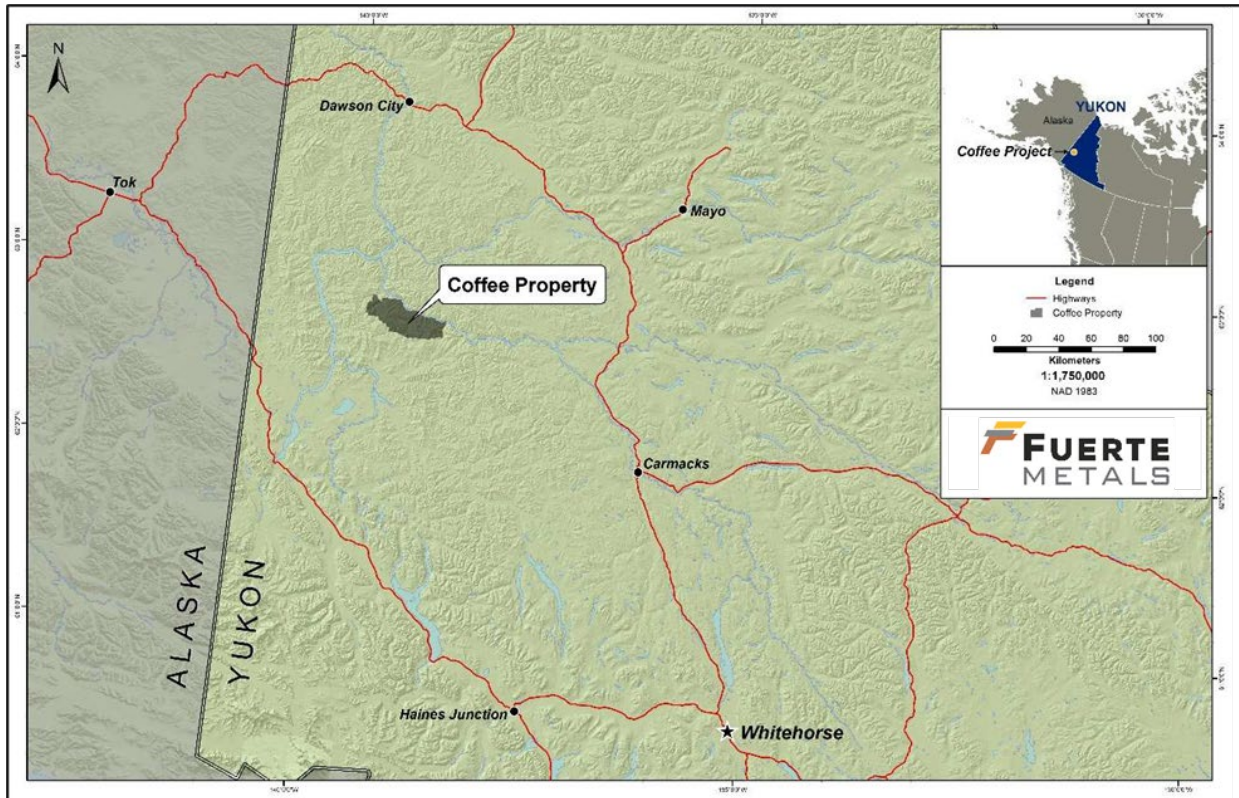 N
Dawson City
Tok
Mayo
Coffee Property
Carmacks
ALASKA
YUKON
Haines Junction
Whitehorse
YUKON
Alaska
Coffee Project
Legend
Highways
Coffee Property
0 20 40 60 80 100
Kilometers
1:1,750,000
NAD 1983
FUERTE
METALS